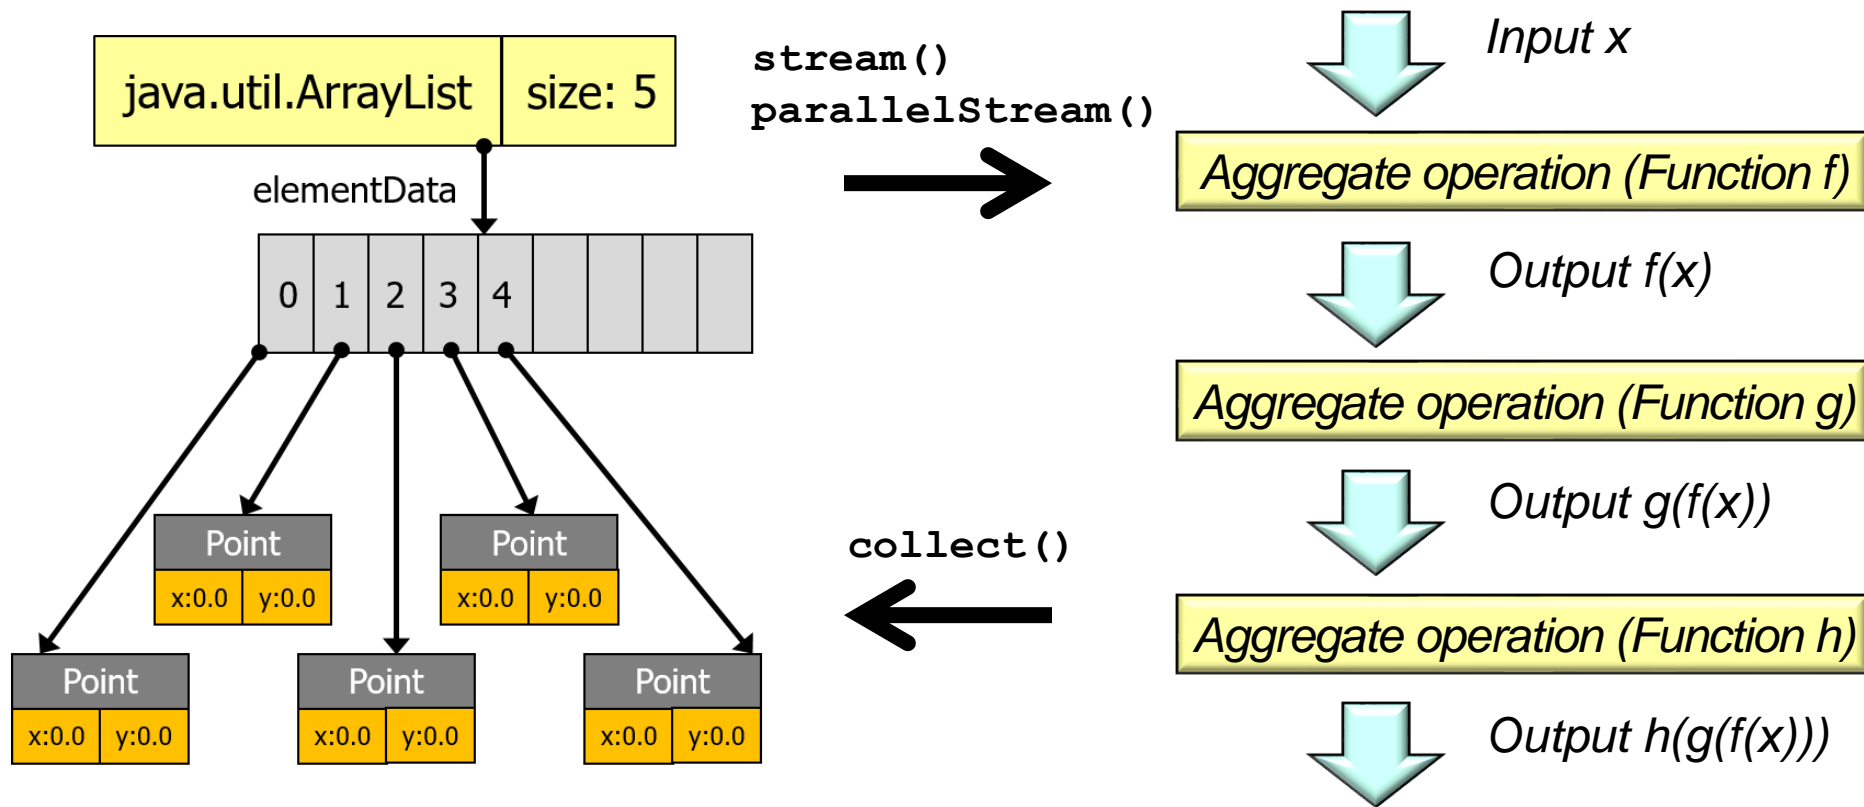 java.util.ArrayList size: 5
elementData
0 1 2 3 4
Point Point
x:0.0 y:0.0 x:0.0 y:0.0
Point Point Point
x:0.0 y:0.0 x:0.0 y:0.0 x:0.0 y:0.0
stream()
parallelStream()
collect()
Input x
Aggregate operation (Function f)
Output f(x)
Aggregate operation (Function g)
Output g(f(x))
Aggregate operation (Function h)
Output h(g(f(x)))